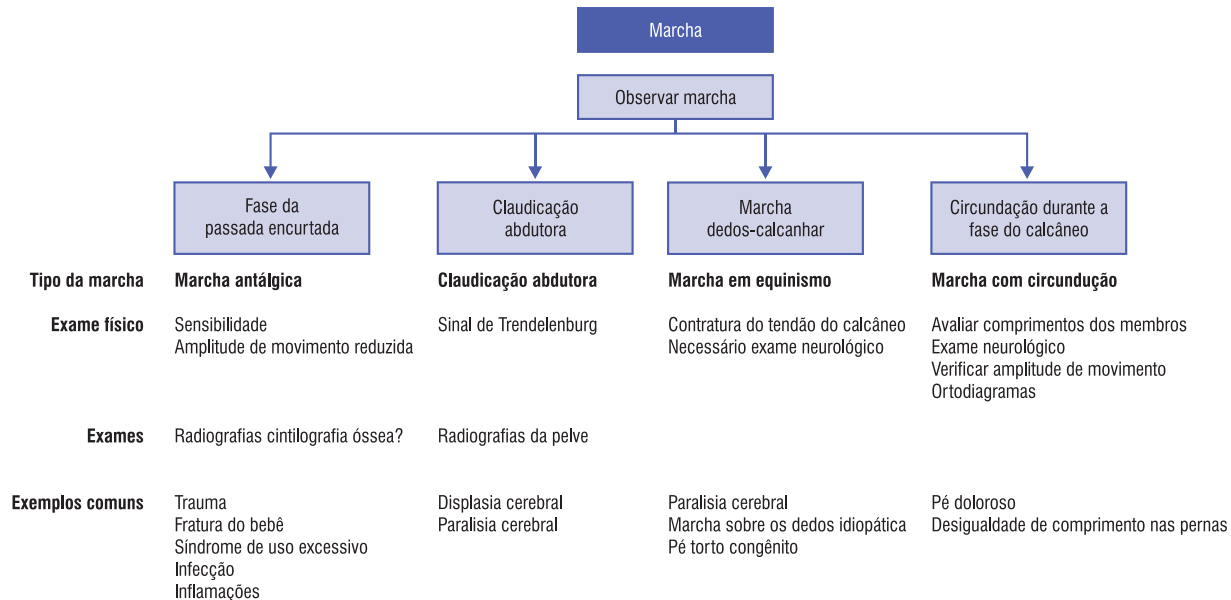 Marcha
Observar marcha
Fase da
passada encurtada
Claudicação
abdutora
Marcha
dedos-calcanhar
Circundação durante a
fase do calcâneo
Tipo da marcha
Marcha antálgica
Claudicação abdutora
Marcha em equinismo
Marcha com circundução
Exame físico
Sensibilidade
Amplitude de movimento reduzida
Sinal de Trendelenburg
Contratura do tendão do calcâneo
Necessário exame neurológico
Avaliar comprimentos dos membros
Exame neurológico
Verificar amplitude de movimento
Ortodiagramas
Exames
Radiografias cintilografia óssea?
Radiografias da pelve
Exemplos comuns
Trauma
Fratura do bebê
Síndrome de uso excessivo
Infecção
Inflamações
Displasia cerebral
Paralisia cerebral
Paralisia cerebral
Marcha sobre os dedos idiopática
Pé torto congênito
Pé doloroso
Desigualdade de comprimento nas pernas